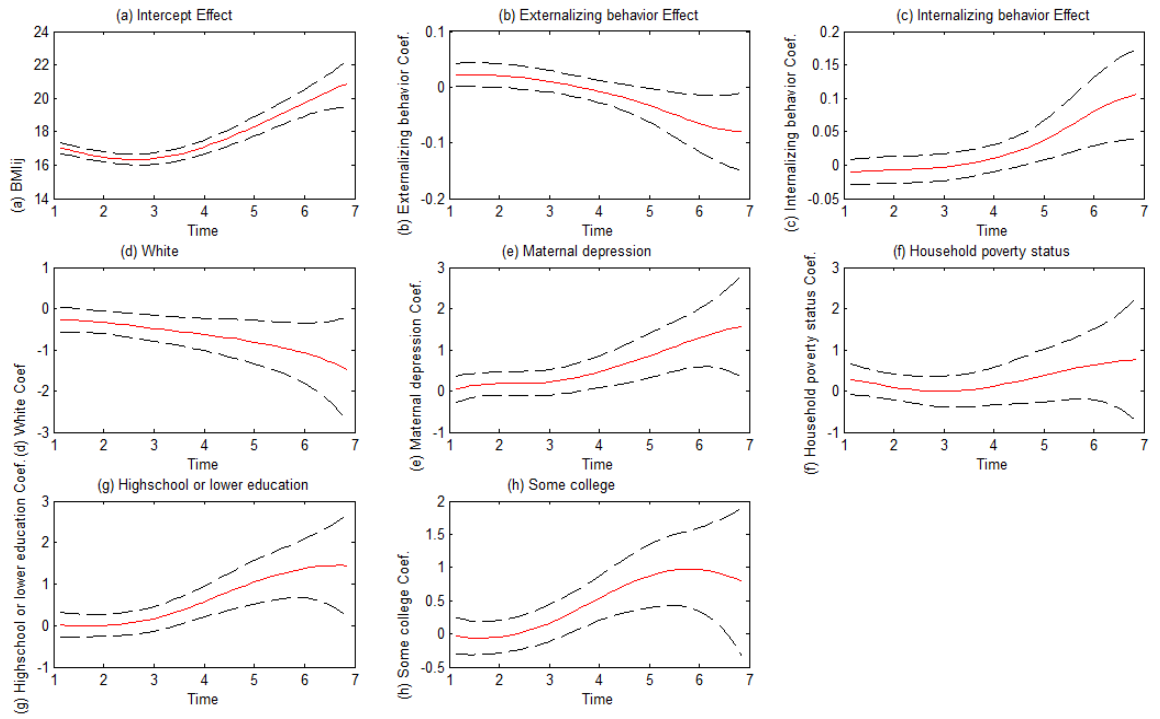 (a) Intercept Effect
(a) BMIij
24
22
20
18
16
14
1 2 3 4 5 6 7
Time
(b) Externalizing behavior Effect
(b) Externalizing behavior Coef.
0.1
0
-0.1
-0.2
1 2 3 4 5 6 7
Time
(c) Internalizing behavior Effect
(c) Internalizing behavior Coef.
0.2
0.15
0.1
0.05
0
-0.05
1 2 3 4 5 6 7
Time
(d) White
(d) White Coef
1
0
-1
-2
-3
1 2 3 4 5 6 7
Time
(e) Maternal depression
(e) Maternal depression Coef.
3
2
1
0
-1
1 2 3 4 5 6 7
Time
(f) Household poverty status
(f) Household poverty status Coef.
3
2
1
0
-1
1 2 3 4 5 6 7
Time
(g) Highschool or lower education
(g) Highschool or lower education Coef.
3
2
1
0
-1
1 2 3 4 5 6 7
Time
(h) Some college
(h) Some college Coef.
2
1.5
1
0.5
0
-0.5
1 2 3 4 5 6 7
Time